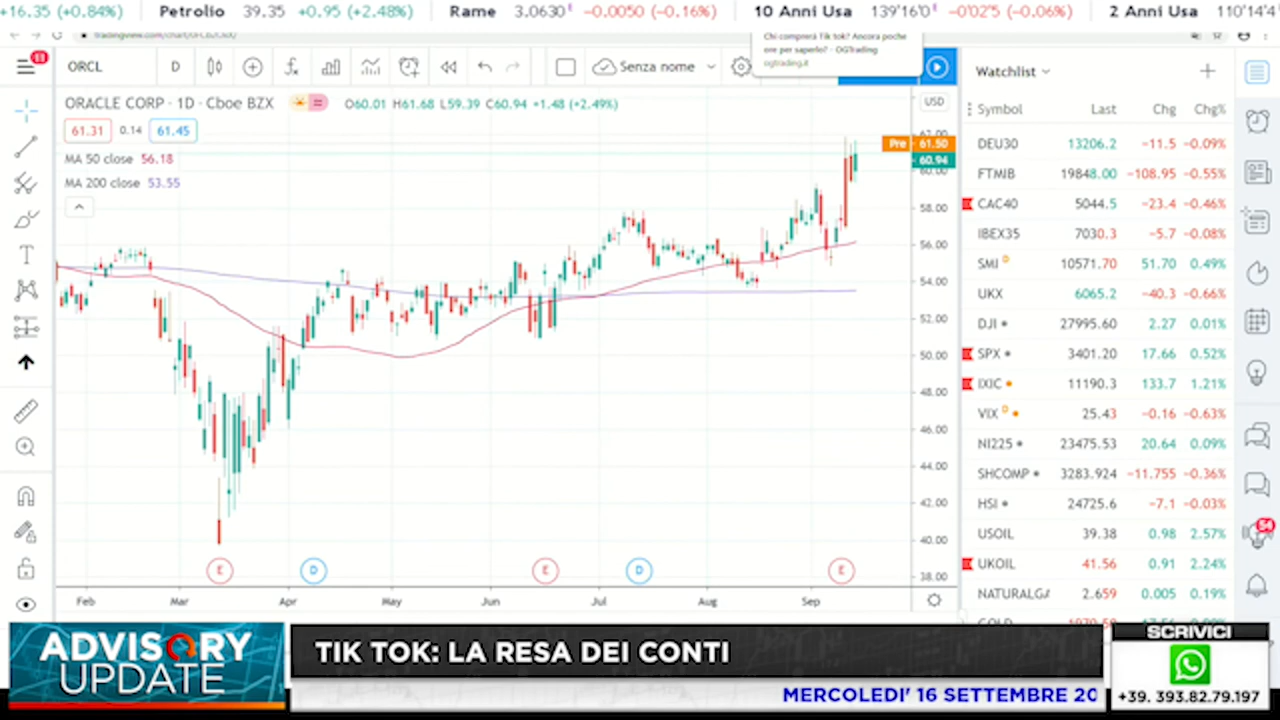 +16.35 (+0.84%) Petrolio 39.35 +0.95 (+2.48%) Rame 3.0630 −0.0050 (−0.16%) 10 Anni Usa 139'16'0 −0'02'5 (−0.06%) 2 Anni Usa 110'14'4
Chi comprerà Tik tok? Ancora poche
ore per saperlo? - OGTrading
ogtrading.it
11
ORCL D Senza nome
ORACLE CORP · 1D · Cboe BZX O60.01 H61.68 L59.39 C60.94 +1.48 (+2.49%)
61.31 0.14 61.45
MA 50 close 56.18
MA 200 close 53.55
USD
62.00
Pre 61.50
60.94
60.00
58.00
56.00
54.00
52.00
50.00
48.00
46.00
44.00
42.00
40.00
38.00
E D E D E
Feb Mar Apr May Jun Jul Aug Sep
Watchlist
Symbol Last Chg Chg%
DEU30 13206.2 −11.5 −0.09%
FTMIB 19848.00 −108.95 −0.55%
CAC40 5044.5 −23.4 −0.46%
IBEX35 7030.3 −5.7 −0.08%
SMI D 10571.70 51.70 0.49%
UKX 6065.2 −40.3 −0.66%
DJI 27995.60 2.27 0.01%
SPX 3401.20 17.66 0.52%
IXIC 11190.3 133.7 1.21%
VIX D 25.43 −0.16 −0.63%
NI225 23475.53 20.64 0.09%
SHCOMP 3283.924 −11.755 −0.36%
HSI 24725.6 −7.1 −0.03%
USOIL 39.38 0.98 2.57%
UKOIL 41.56 0.91 2.24%
NATURALGA 2.659 0.005 0.19%
GOLD
54
ADVISORY
UPDATE
TIK TOK: LA RESA DEI CONTI
MERCOLEDI' 16 SETTEMBRE 20
SCRIVICI
+39. 393.82.79.197